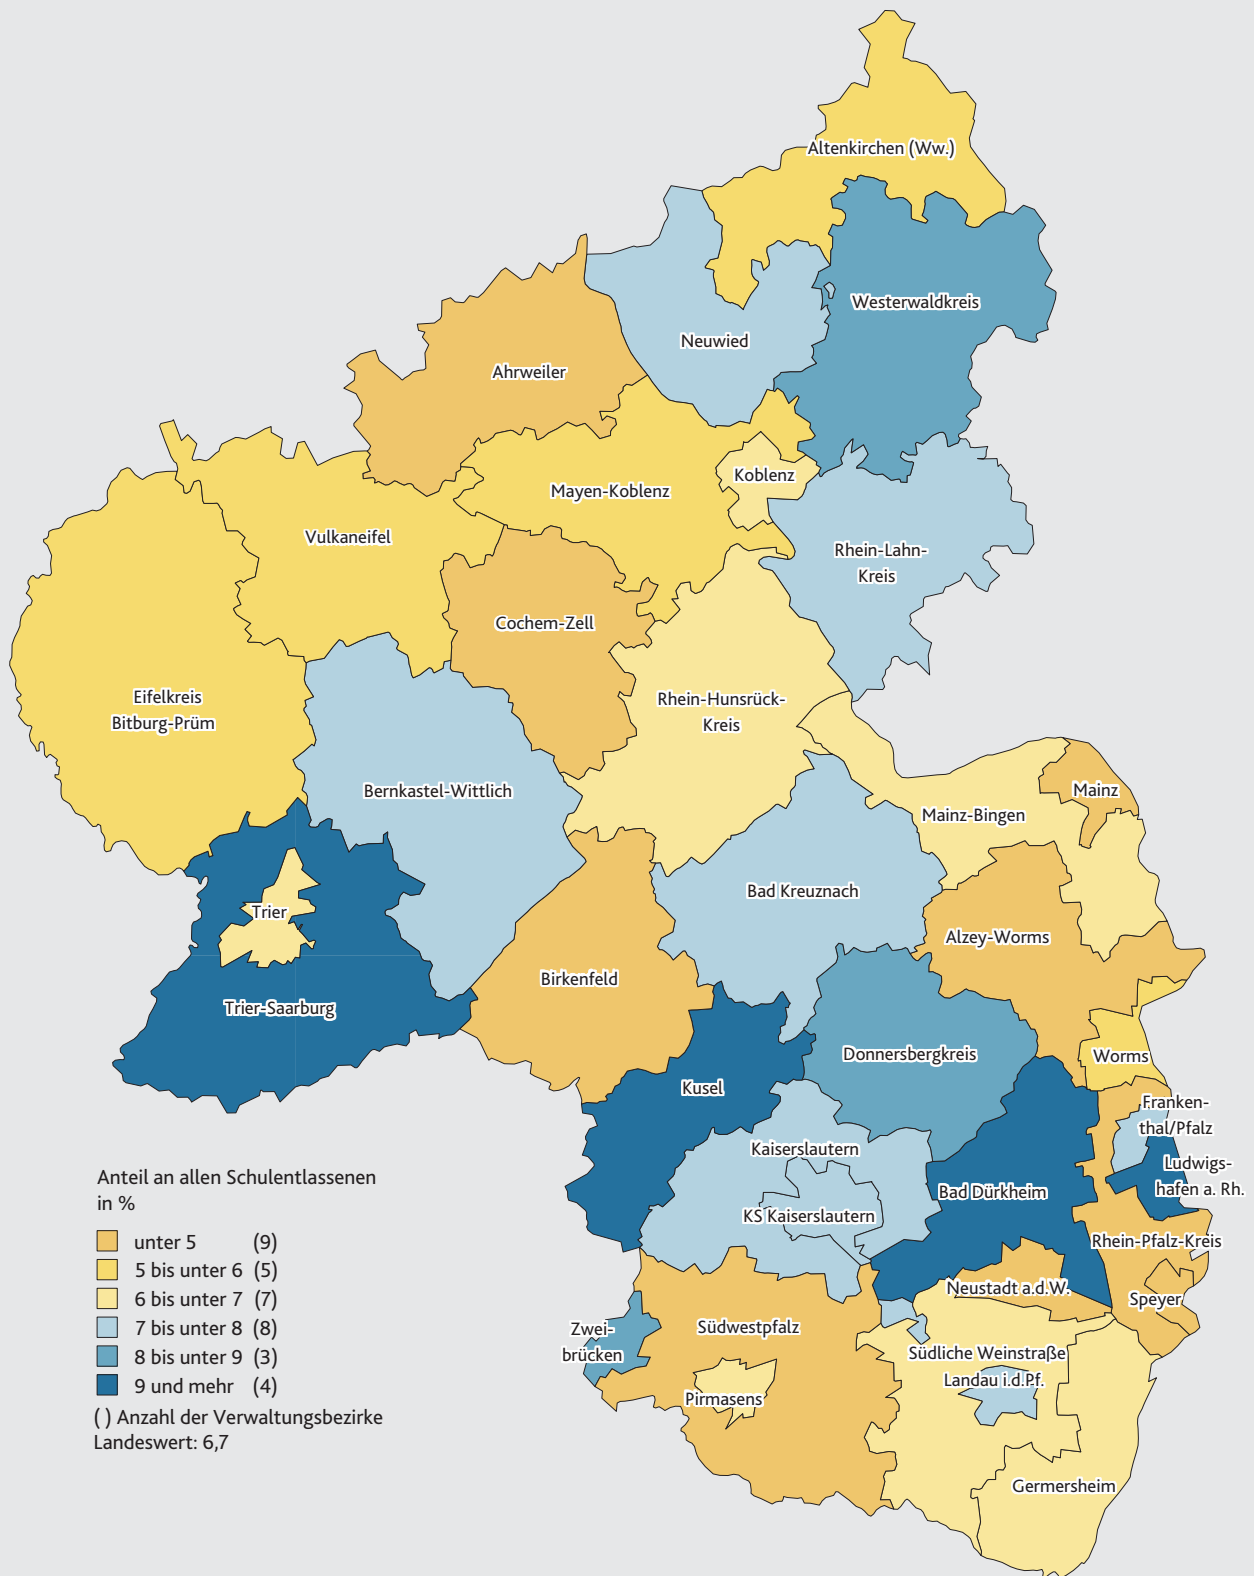 Altenkirchen (Ww.)
Westerwaldkreis
Neuwied
Ahrweiler
Koblenz
Mayen-Koblenz
Vulkaneifel
Rhein-Lahn-
Kreis
Cochem-Zell
Eifelkreis
Bitburg-Prüm
Rhein-Hunsrück-
Kreis
Bernkastel-Wittlich
Mainz
Mainz-Bingen
Bad Kreuznach
Trier
Alzey-Worms
Birkenfeld
Trier-Saarburg
Donnersbergkreis
Worms
Kusel
Franken-
thal/Pfalz
Kaiserslautern
Ludwigs-
hafen a. Rh.
Bad Dürkheim
KS Kaiserslautern
Rhein-Pfalz-Kreis
Neustadt a.d.W.
Speyer
Zwei-
brücken
Südwestpfalz
Südliche Weinstraße
Landau i.d.Pf.
Pirmasens
Germersheim
Anteil an allen Schulentlassenen
in %
unter 5 (9)
5 bis unter 6 (5)
6 bis unter 7 (7)
7 bis unter 8 (8)
8 bis unter 9 (3)
9 und mehr (4)
( ) Anzahl der Verwaltungsbezirke
Landeswert: 6,7